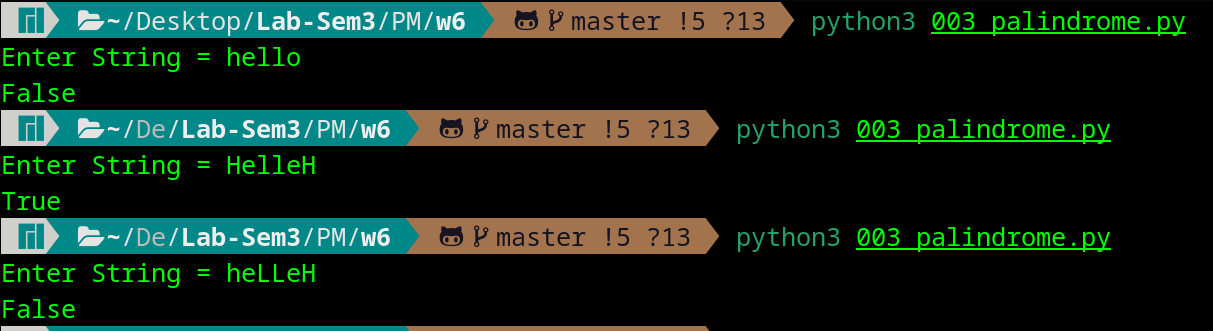 ~/Desktop/Lab-Sem3/PM/w6 master !5 ?13 python3 003_palindrome.py
Enter String = hello
False
~/De/Lab-Sem3/PM/w6 master !5 ?13 python3 003_palindrome.py
Enter String = HelleH
True
~/De/Lab-Sem3/PM/w6 master !5 ?13 python3 003_palindrome.py
Enter String = heLLeH
False